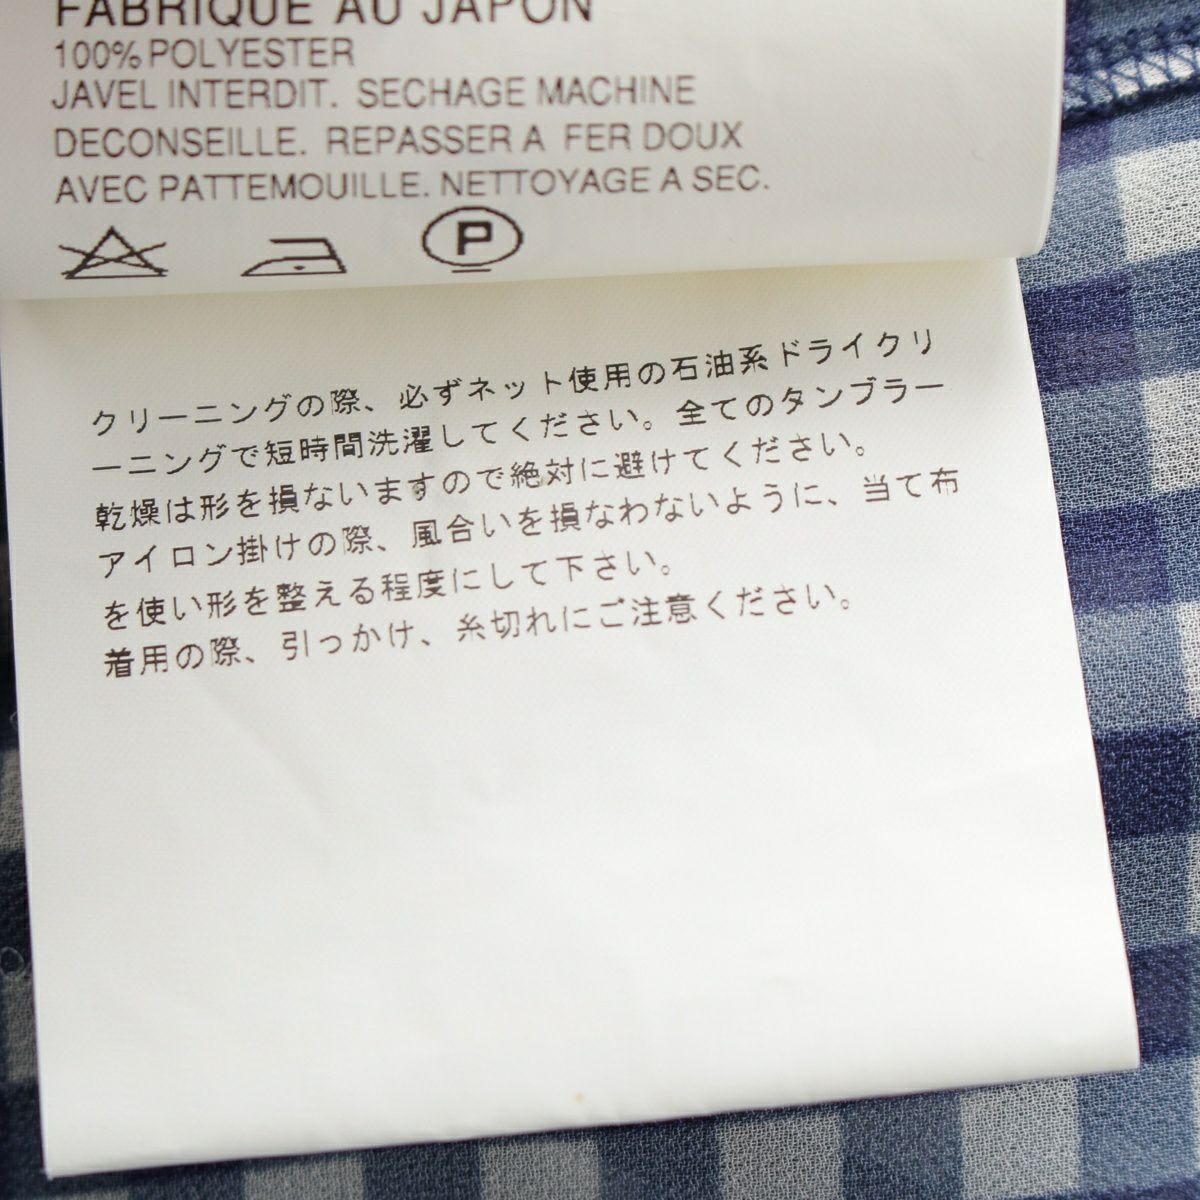 FABRIQUE AU JAPON
100% POLYESTER
JAVEL INTERDIT. SECHAGE MACHINE
DECONSEILLE. REPASSER A FER DOUX
AVEC PATTEMOUILLE. NETTOYAGE A SEC.
P
クリーニングの際、必ずネット使用の石油系ドライクリ
ーニングで短時間洗濯してください。全てのタンブラー
乾燥は形を損ないますので絶対に避けてください。
アイロン掛けの際、風合いを損なわないように、当て布
を使い形を整える程度にして下さい。
着用の際、引っかけ、糸切れにご注意ください。